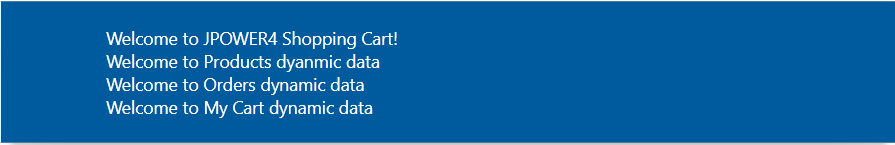 Welcome to JPOWER4 Shopping Cart!
Welcome to Products dyanmic data
Welcome to Orders dynamic data
Welcome to My Cart dynamic data